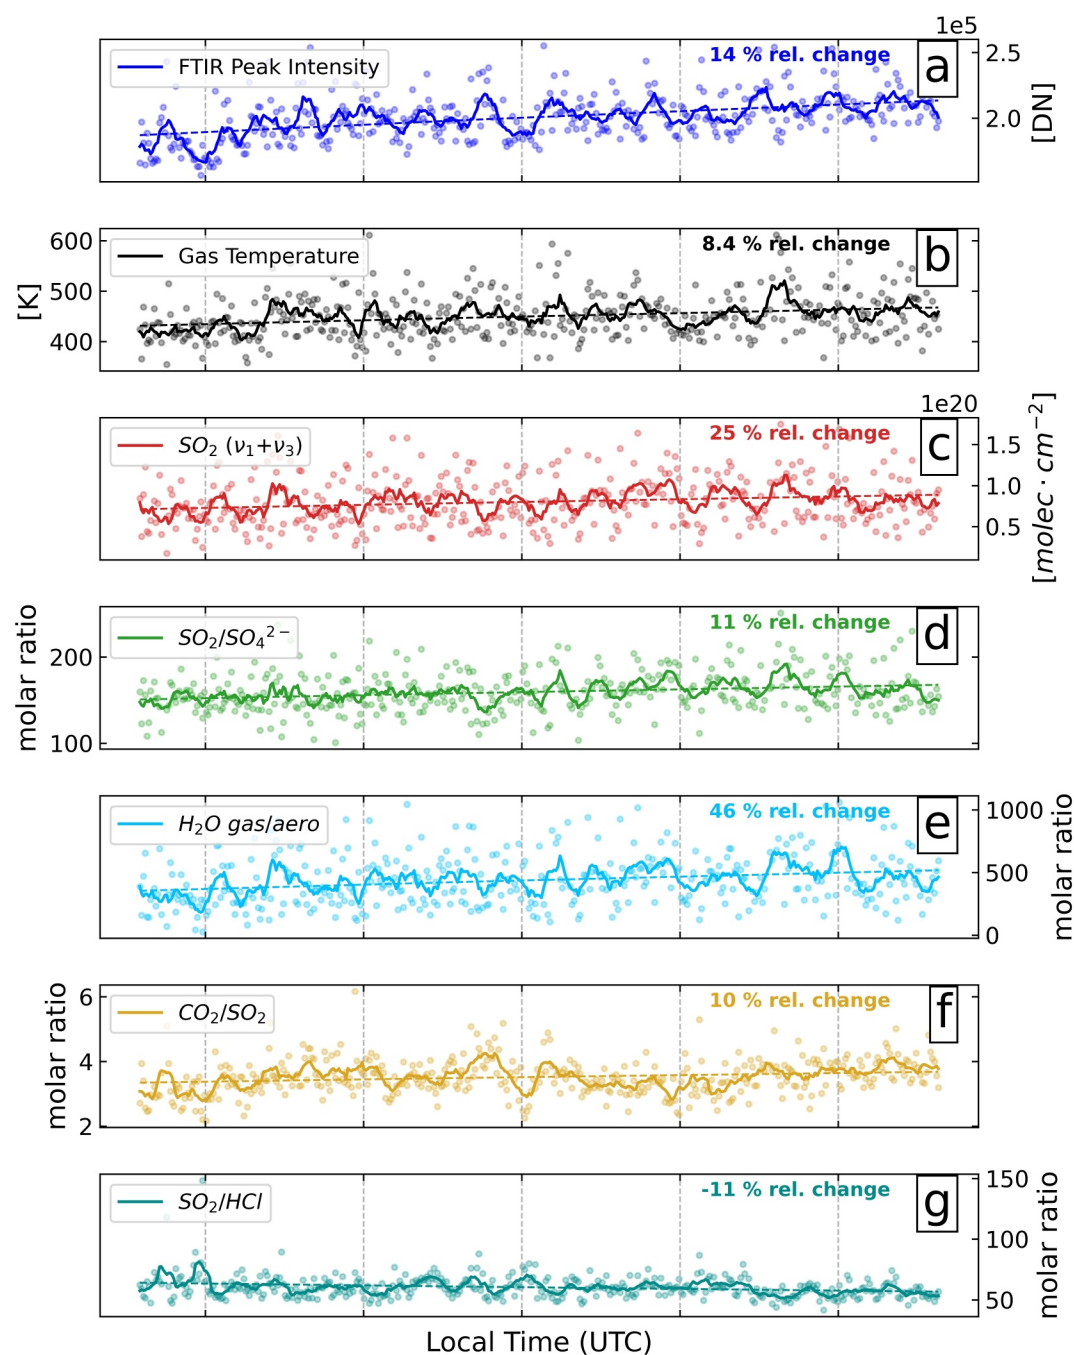 1e5
FTIR Peak Intensity
14 % rel. change
a
2.5
2.0
[DN]
600
500
400
[K]
Gas Temperature
8.4 % rel. change
b
1e20
SO₂ (ν₁+ν₃)
25 % rel. change
c
1.5
1.0
0.5
[molec · cm⁻²]
molar ratio
200
100
SO₂/SO₄²⁻
11 % rel. change
d
H₂O gas/aero
46 % rel. change
e
1000
500
0
molar ratio
molar ratio
6
4
2
CO₂/SO₂
10 % rel. change
f
SO₂/HCl
-11 % rel. change
g
150
100
50
molar ratio
Local Time (UTC)